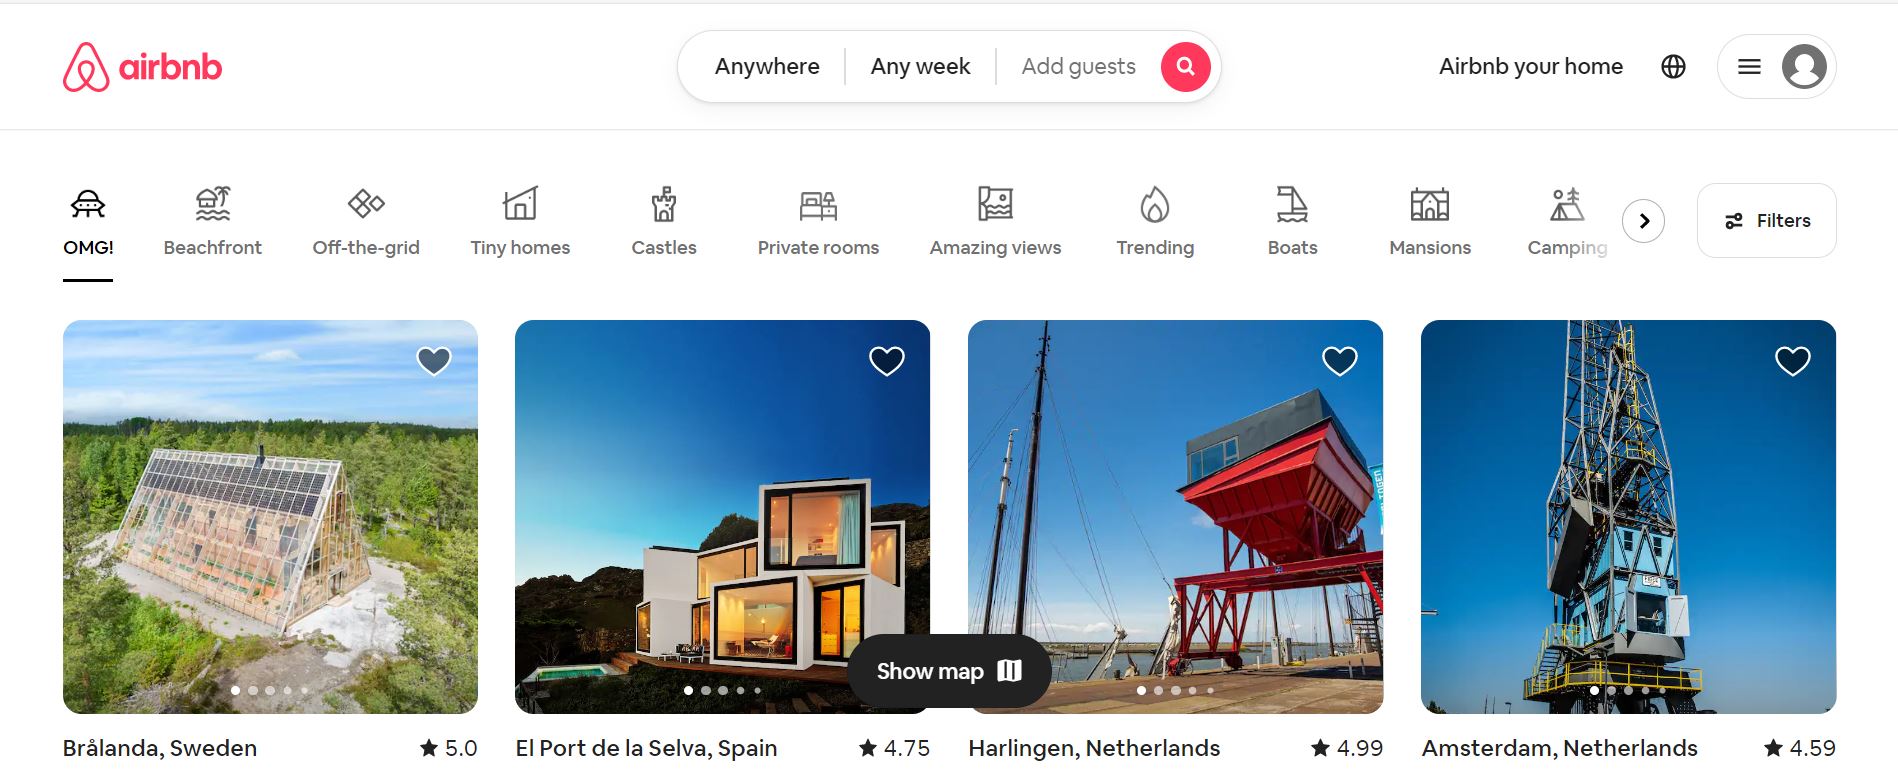 airbnb
Anywhere
Any week
Add guests
Airbnb your home
OMG!
Beachfront
Off-the-grid
Tiny homes
Castles
Private rooms
Amazing views
Trending
Boats
Mansions
Camping
Filters
Show map
Brålanda, Sweden
5.0
El Port de la Selva, Spain
4.75
Harlingen, Netherlands
4.99
Amsterdam, Netherlands
4.59